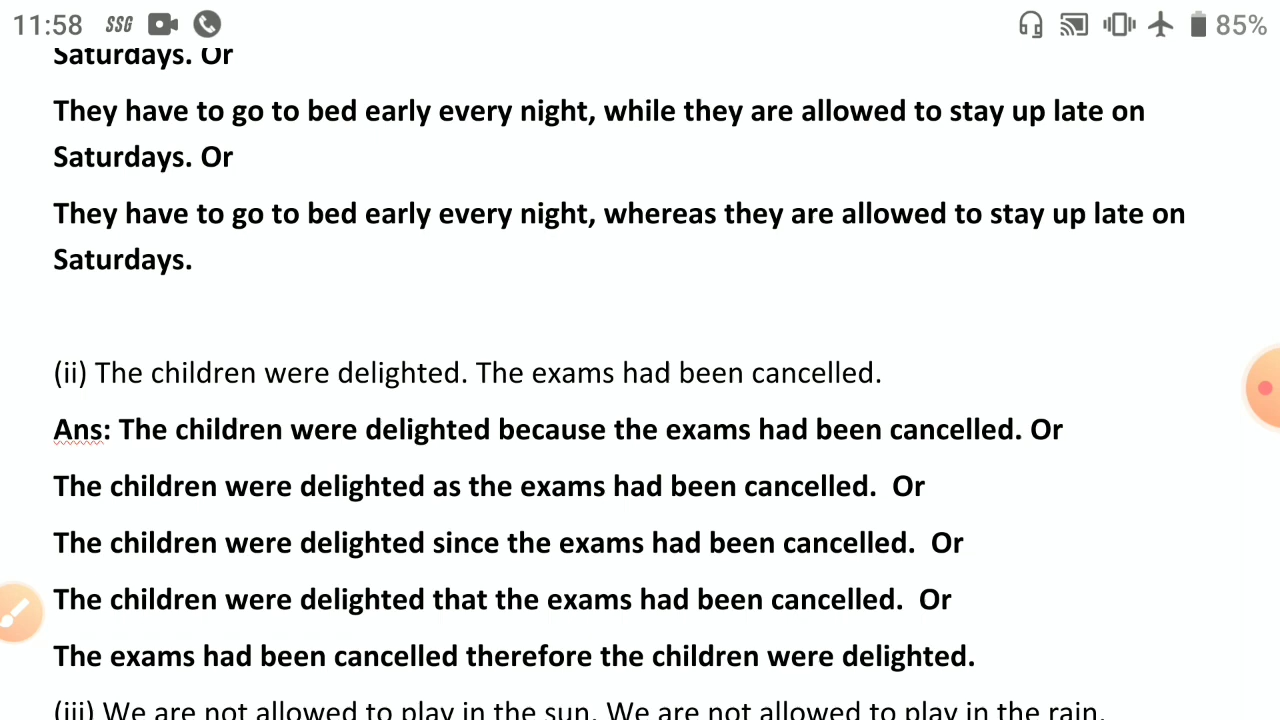 11:58 SSG 85%
Saturdays. Or
They have to go to bed early every night, while they are allowed to stay up late on
Saturdays. Or
They have to go to bed early every night, whereas they are allowed to stay up late on
Saturdays.
(ii) The children were delighted. The exams had been cancelled.
Ans: The children were delighted because the exams had been cancelled. Or
The children were delighted as the exams had been cancelled.  Or
The children were delighted since the exams had been cancelled.  Or
The children were delighted that the exams had been cancelled.  Or
The exams had been cancelled therefore the children were delighted.
(iii) We are not allowed to play in the sun. We are not allowed to play in the rain.